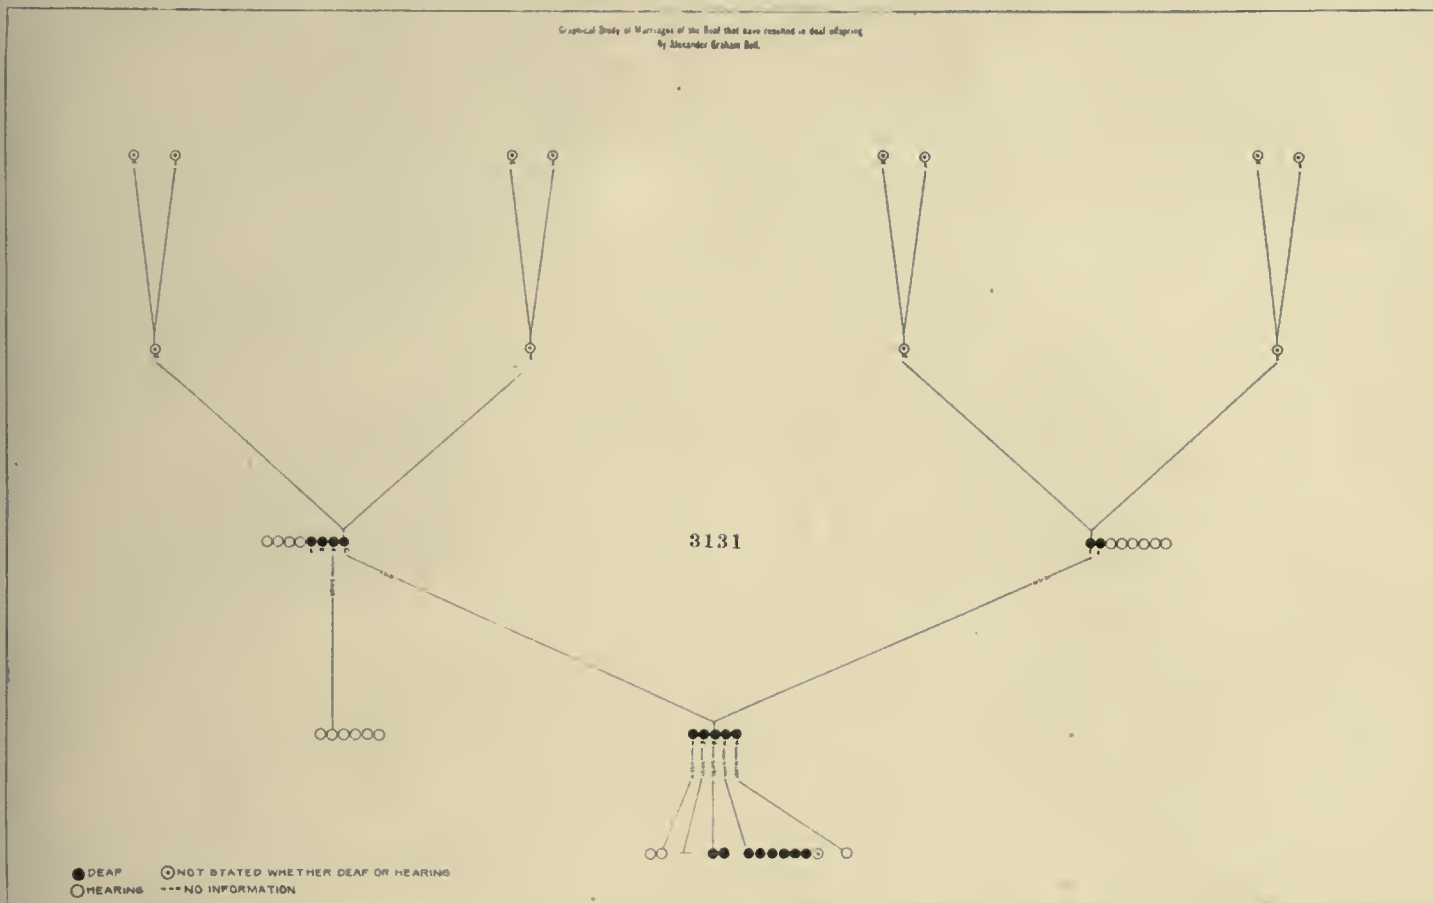 Graphical Study of Marriages of the Deaf that have resulted in deaf offspring
By Alexander Graham Bell.
3131
DEAF
NOT STATED WHETHER DEAF OR HEARING
HEARING
NO INFORMATION